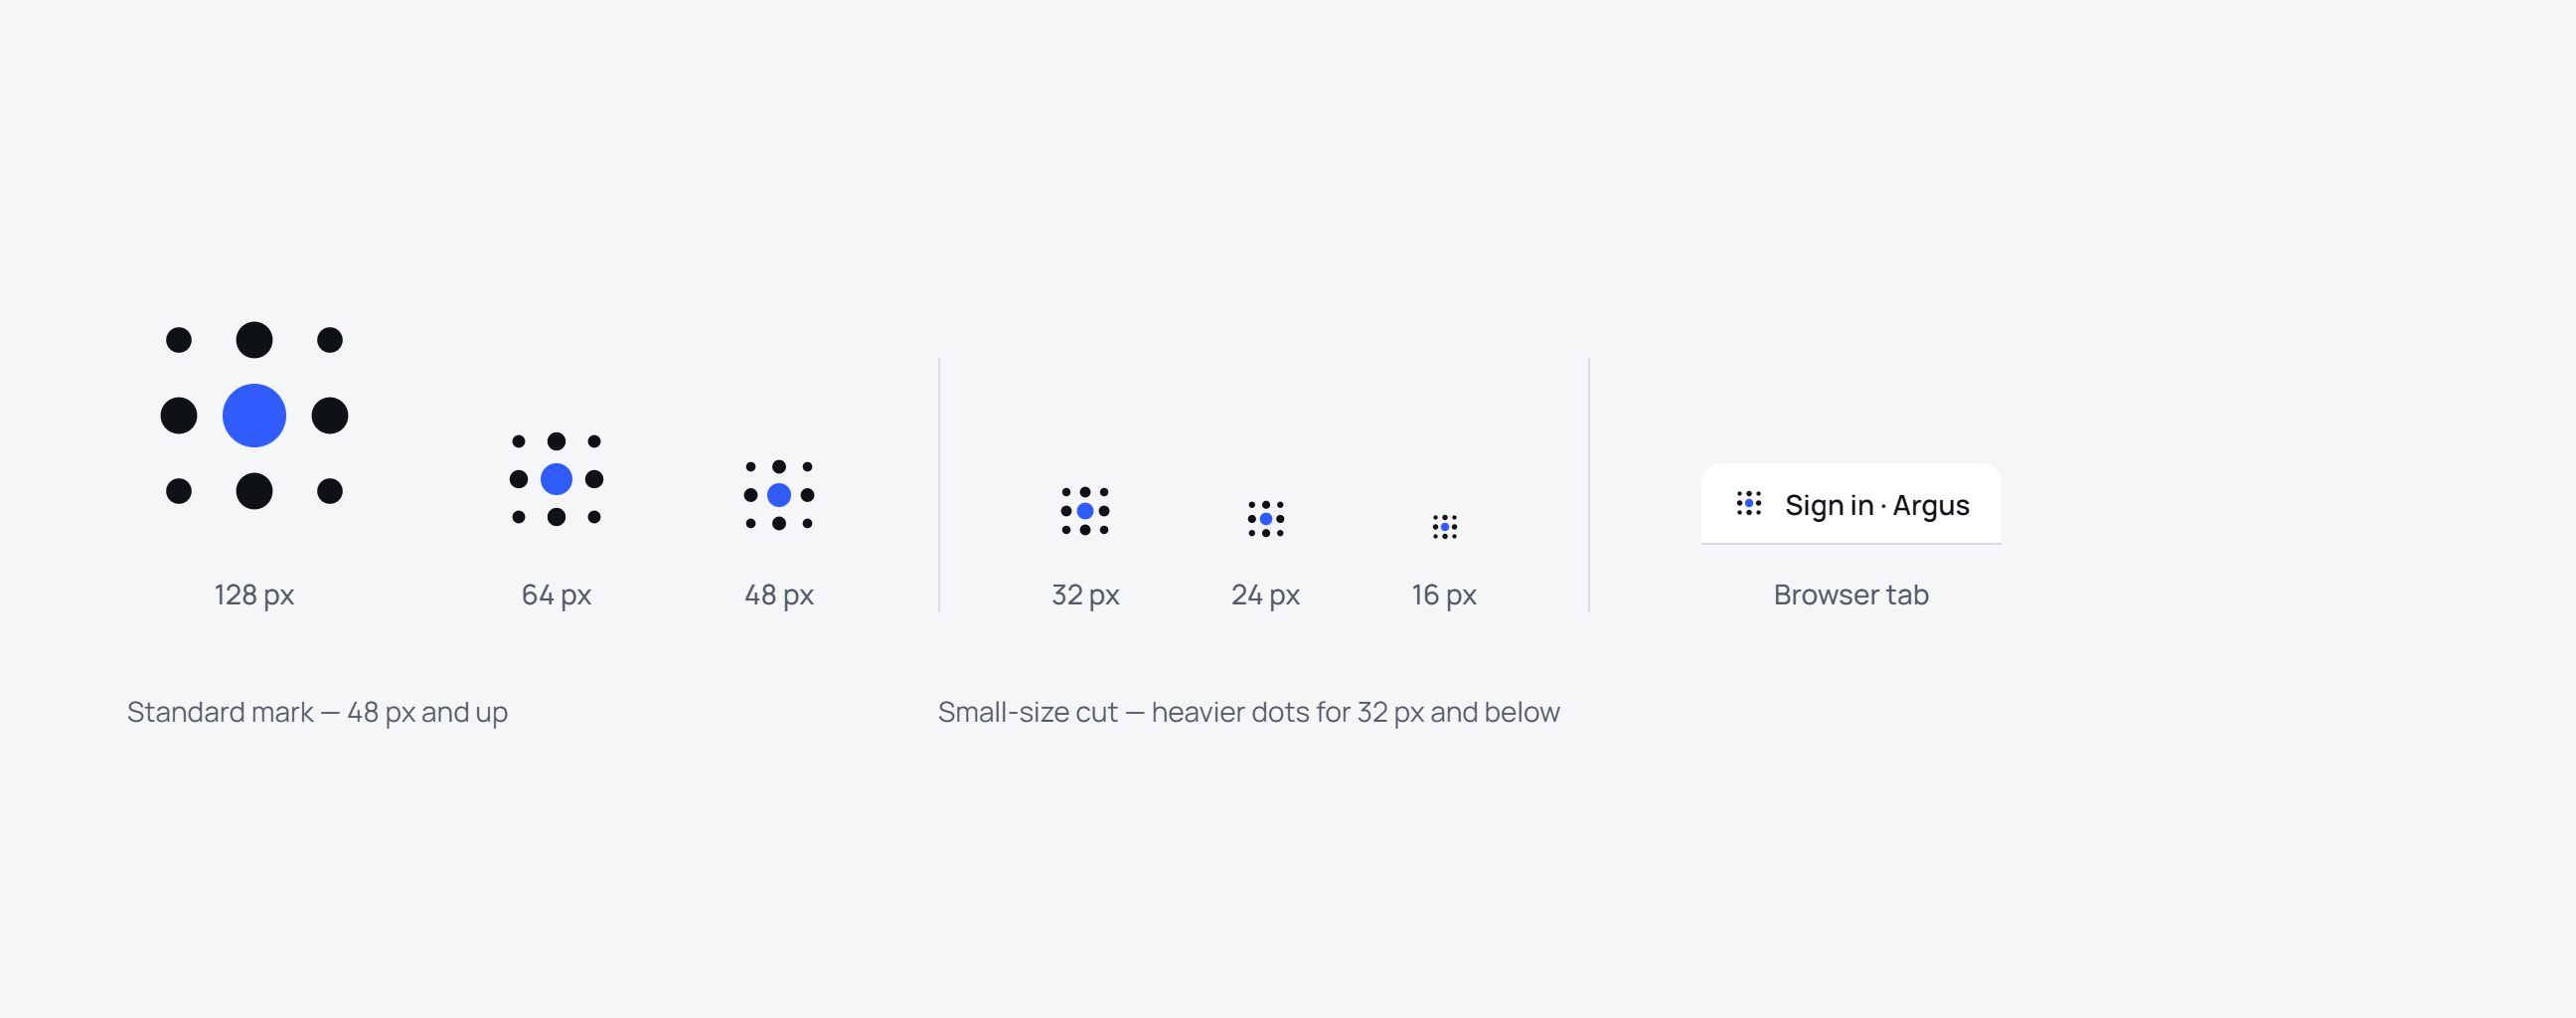 128 px
64 px
48 px
32 px
24 px
16 px
Sign in · Argus
Browser tab
Standard mark — 48 px and up
Small-size cut — heavier dots for 32 px and below